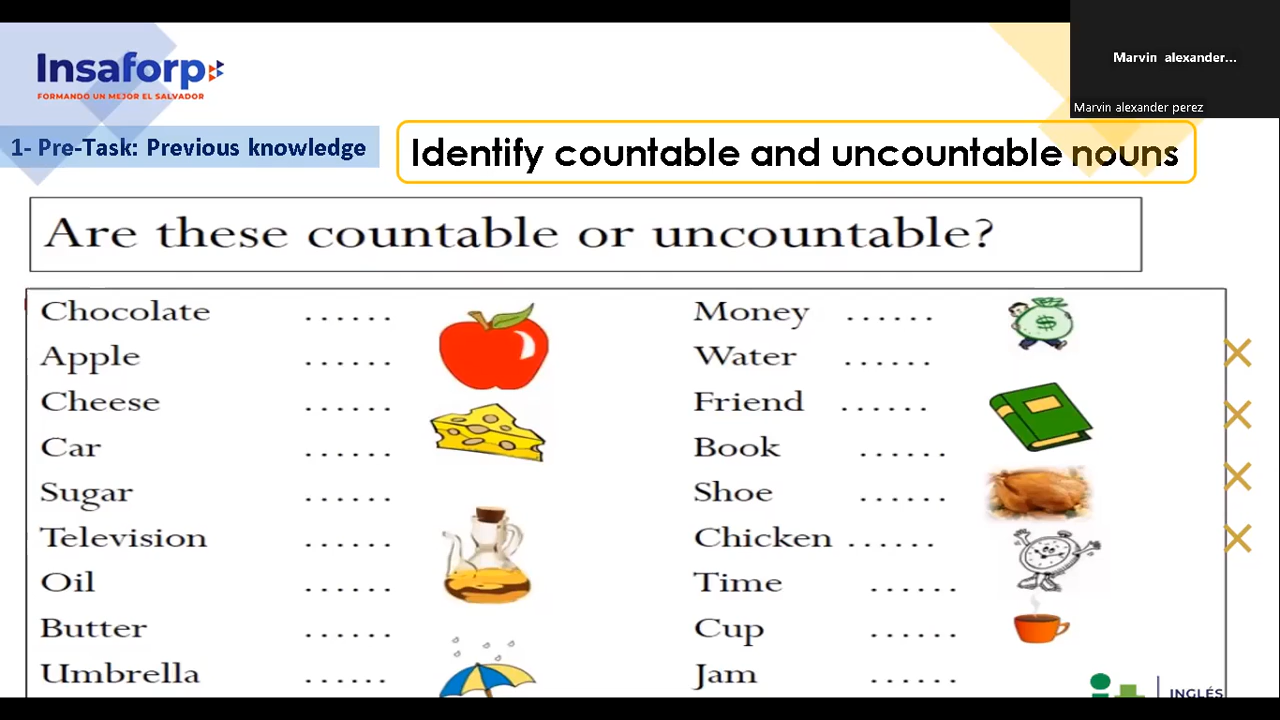 Insaforp
FORMANDO UN MEJOR EL SALVADOR
Marvin alexander...
Marvin alexander perez
1- Pre-Task: Previous knowledge
Identify countable and uncountable nouns
Are these countable or uncountable?
Chocolate ......
Apple ......
Cheese ......
Car ......
Sugar ......
Television ......
Oil ......
Butter ......
Umbrella ......
Money ......
$
Water ......
Friend ......
Book ......
Shoe ......
Chicken ......
Time ......
Cup ......
Jam ......
INGLÉS